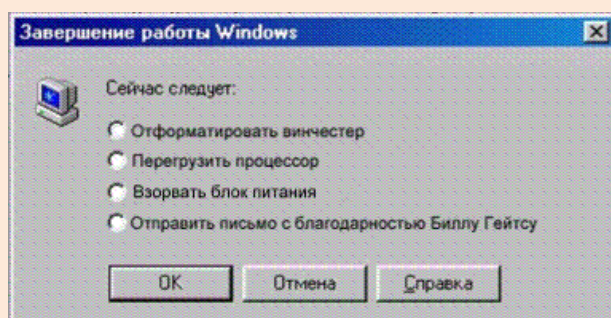 Завершение работы Windows
Сейчас следует:
Отформатировать винчестер
Перегрузить процессор
Взорвать блок питания
Отправить письмо с благодарностью Биллу Гейтсу
OK Отмена Справка